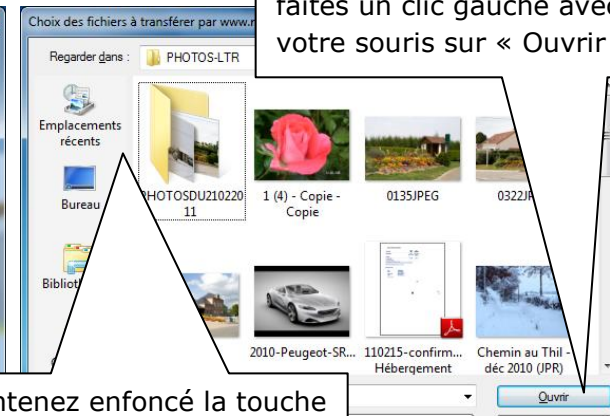 faites un clic gauche avec
votre souris sur « Ouvrir
Choix des fichiers à transférer par www.
Regarder dans :
PHOTOS-LTR
Emplacements
récents
Bureau
PHOTOSDU210220
11
1 (4) - Copie -
Copie
0135JPEG
0322JP
Bibliot
2010-Peugeot-SR...
110215-confirm...
Hébergement
Chemin au Thil -
déc 2010 (JPR)
ntenez enfoncé la touche
Ouvrir